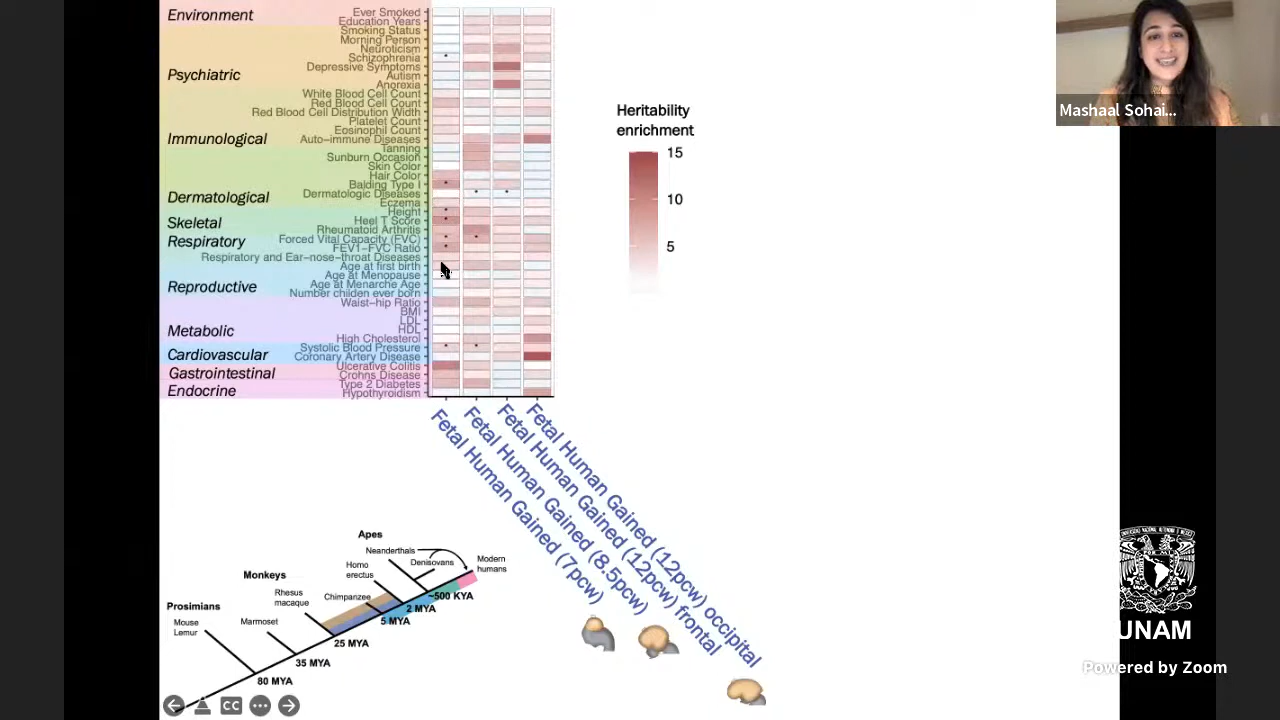 Environment
Psychiatric
Immunological
Dermatological
Skeletal
Respiratory
Reproductive
Metabolic
Cardiovascular
Gastrointestinal
Endocrine
Ever Smoked
Education Years
Smoking Status
Morning Person
Neuroticism
Schizophrenia
Depressive Symptoms
Autism
Anorexia
White Blood Cell Count
Red Blood Cell Count
Red Blood Cell Distribution Width
Platelet Count
Eosinophil Count
Auto-immune Diseases
Tanning
Sunburn Occasion
Skin Color
Hair Color
Balding Type I
Dermatologic Diseases
Eczema
Height
Heel T Score
Rheumatoid Arthritis
Forced Vital Capacity (FVC)
FEV1-FVC Ratio
Respiratory and Ear-nose-throat Diseases
Age at first birth
Age at Menopause
Age at Menarche Age
Number childen ever born
Waist-hip Ratio
BMI
LDL
HDL
High Cholesterol
Systolic Blood Pressure
Coronary Artery Disease
Ulcerative Colitis
Crohns Disease
Type 2 Diabetes
Hypothyroidism
Heritability
enrichment
15
10
5
Mashaal Sohai...
Fetal Human Gained (7pcw)
Fetal Human Gained (8.5pcw)
Fetal Human Gained (12pcw) frontal
Fetal Human Gained (12pcw) occipital
Apes
Neanderthals
Denisovans
Modern
humans
Homo
erectus
Monkeys
Chimpanzee
Rhesus
macaque
Prosimians
Marmoset
Mouse
Lemur
~500 KYA
2 MYA
5 MYA
25 MYA
35 MYA
80 MYA
CC
UNAM
Powered by Zoom